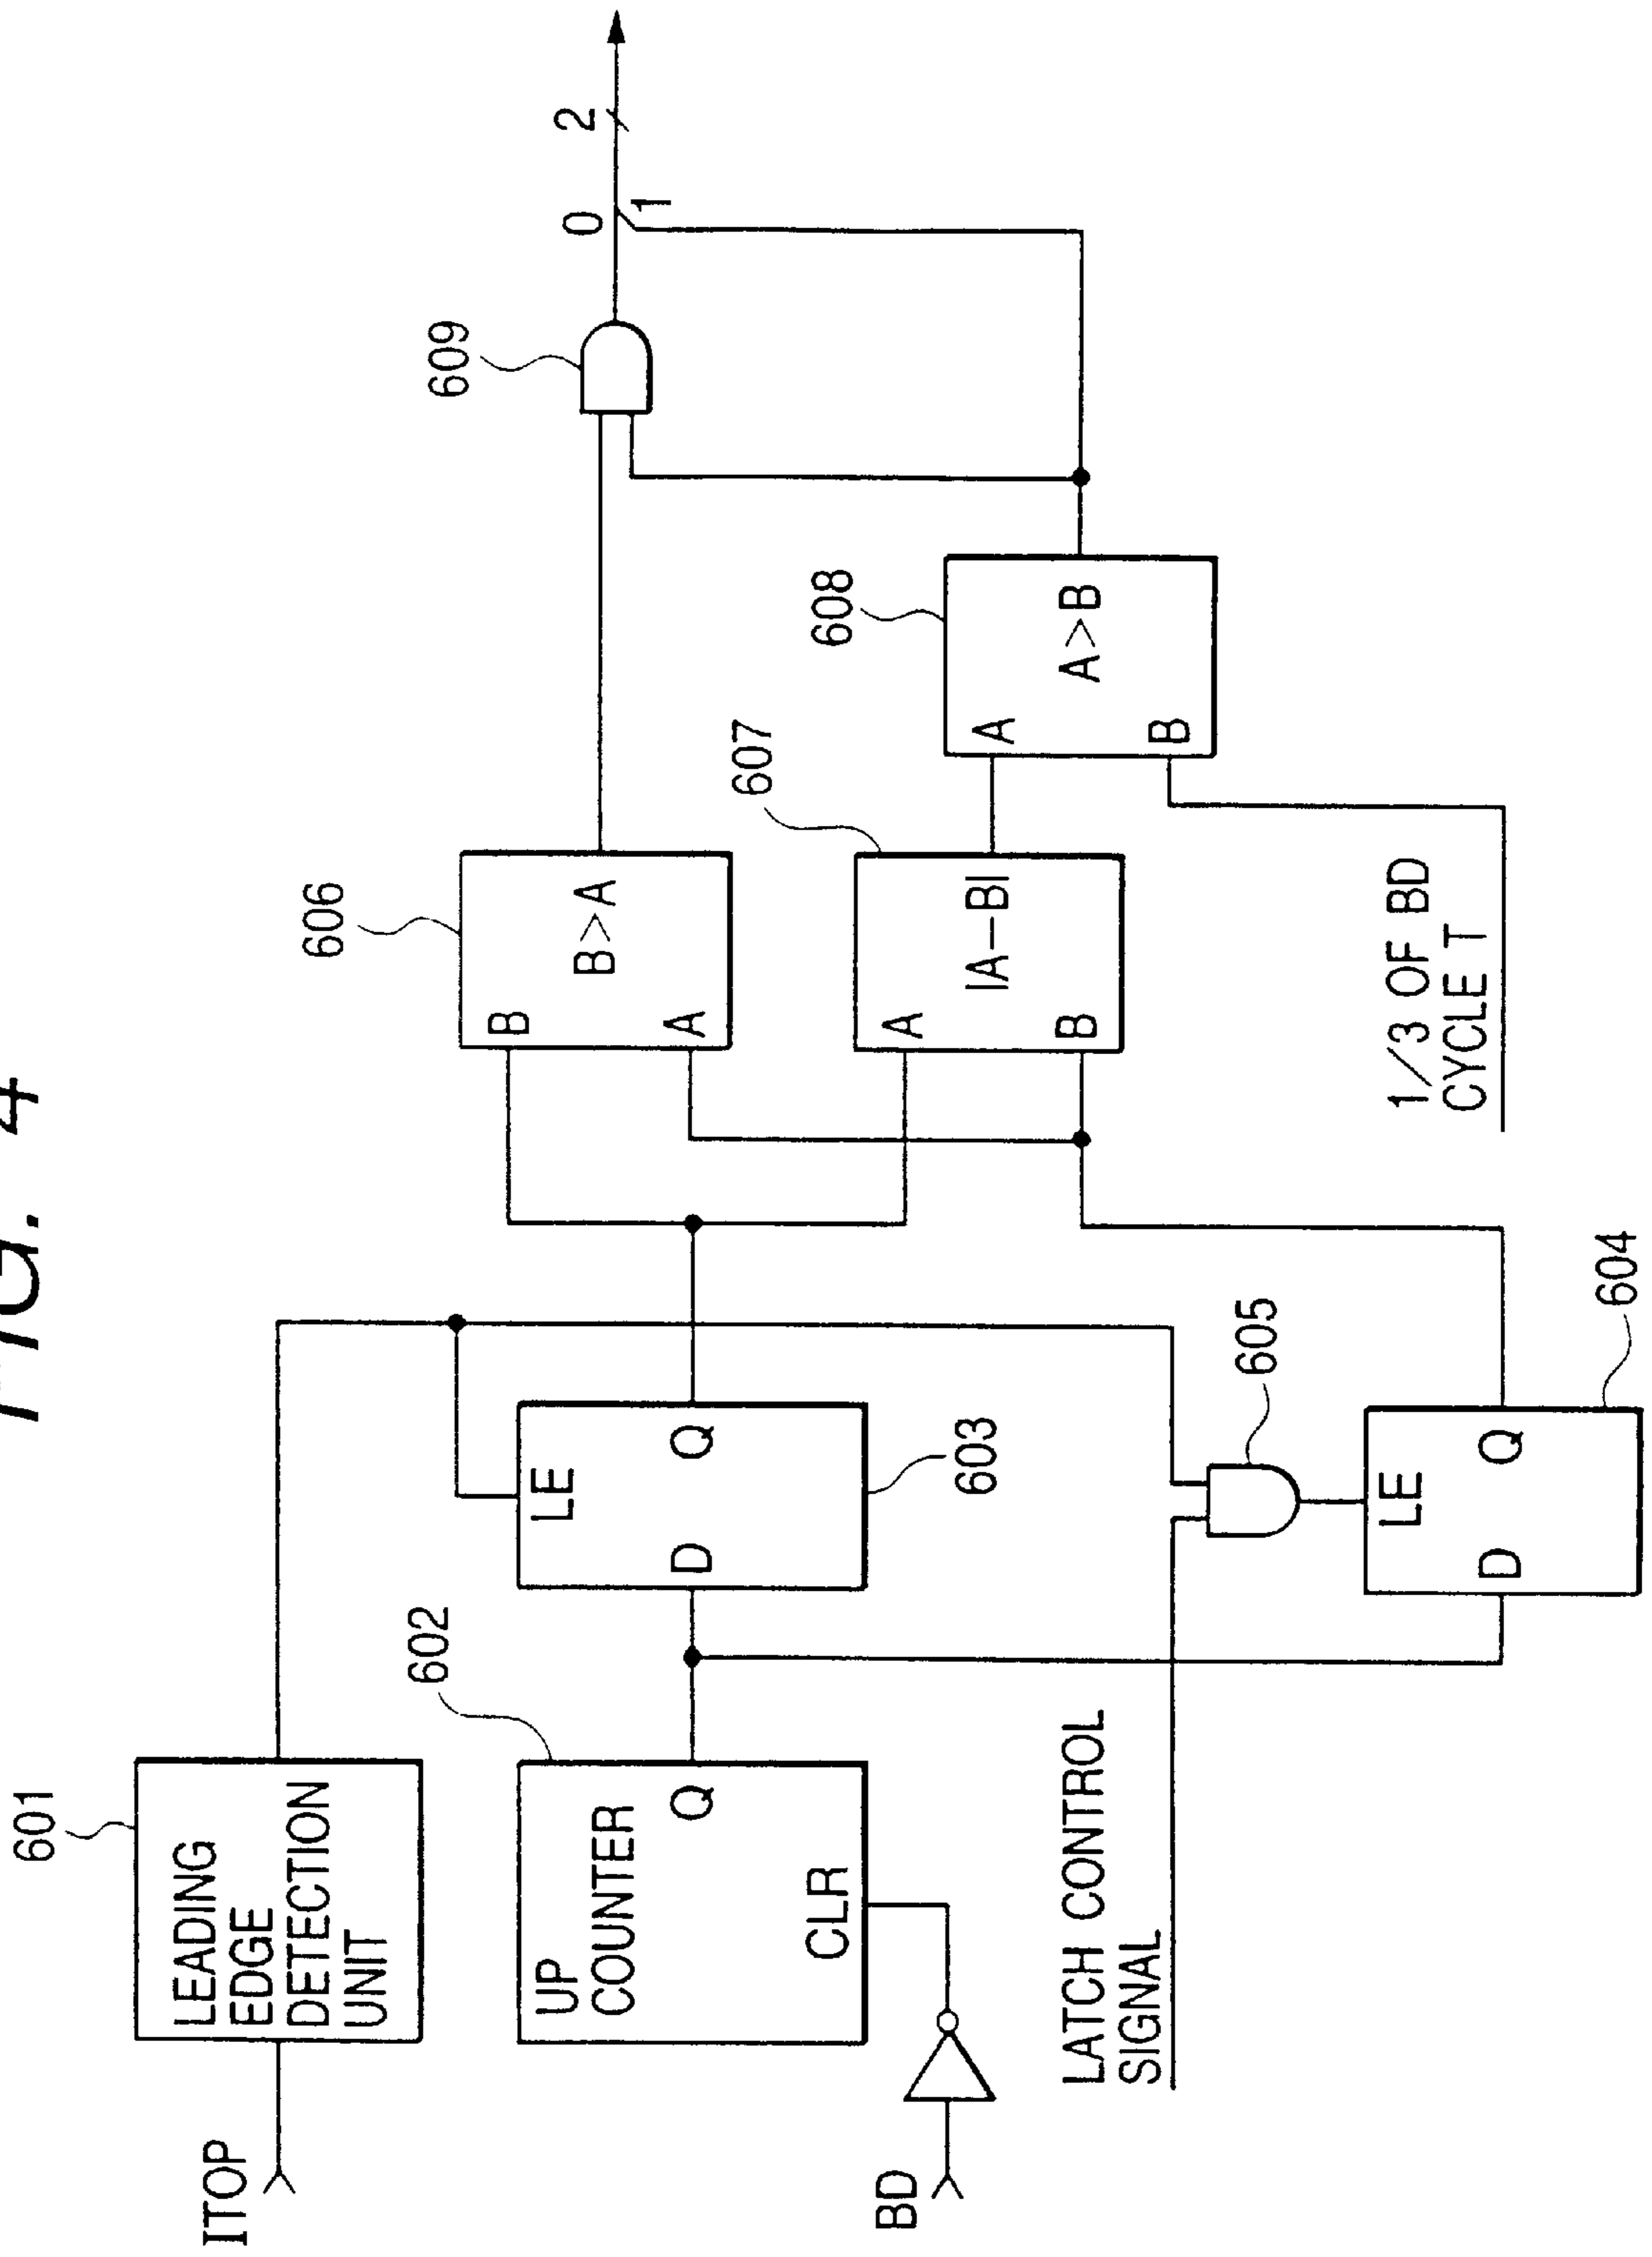 FIG. 4
601
LEADING
EDGE
DETECTION
UNIT
ITOP
602
UP
COUNTER
Q
CLR
BD
LE
D
Q
603
LATCH CONTROL
SIGNAL
605
LE
D
Q
604
606
B
B>A
A
607
A
|A−B|
B
608
A
A>B
B
1/3 OF BD
CYCLE T
609
0
1
2